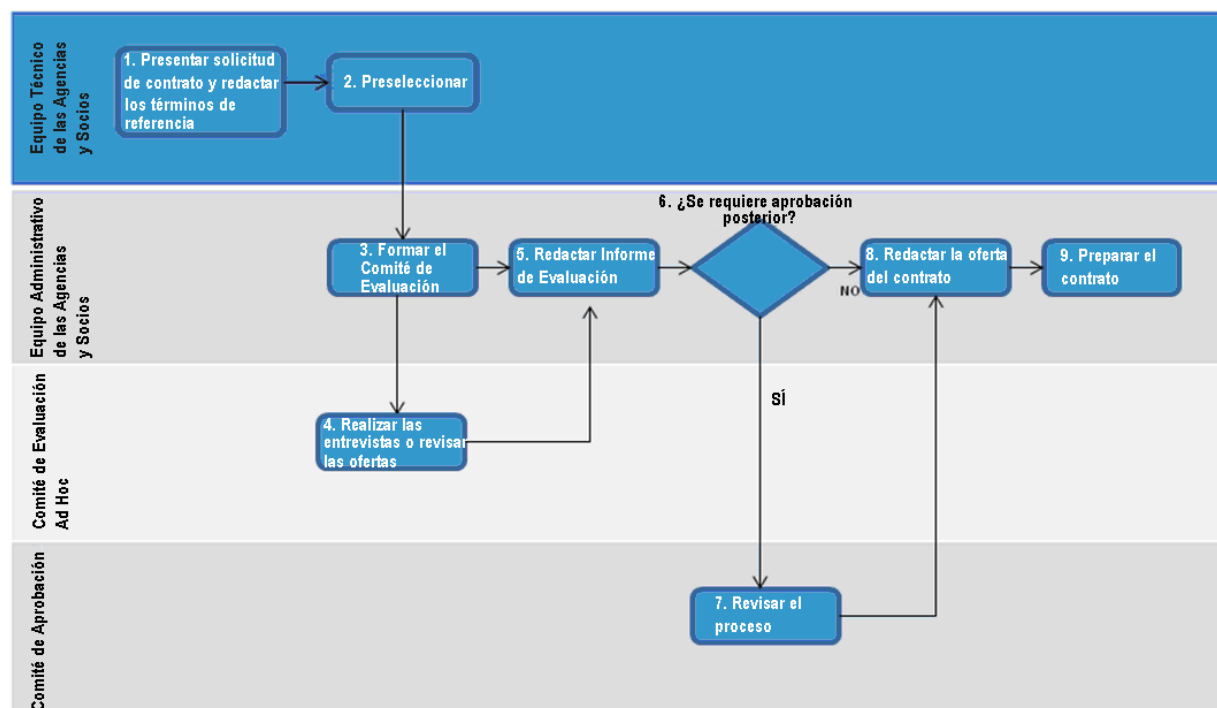 Equipo Técnico
de las Agencias
y Socios
1. Presentar solicitud
de contrato y redactar
los términos de
referencia
2. Preseleccionar
Equipo Administrativo
de las Agencias
y Socios
3. Formar el
Comité de
Evaluación
5. Redactar Informe
de Evaluación
6. ¿Se requiere aprobación
posterior?
NO
8. Redactar la oferta
del contrato
9. Preparar el
contrato
SÍ
Comité de Evaluación
Ad Hoc
4. Realizar las
entrevistas o revisar
las ofertas
Comité de Aprobación
7. Revisar el
proceso